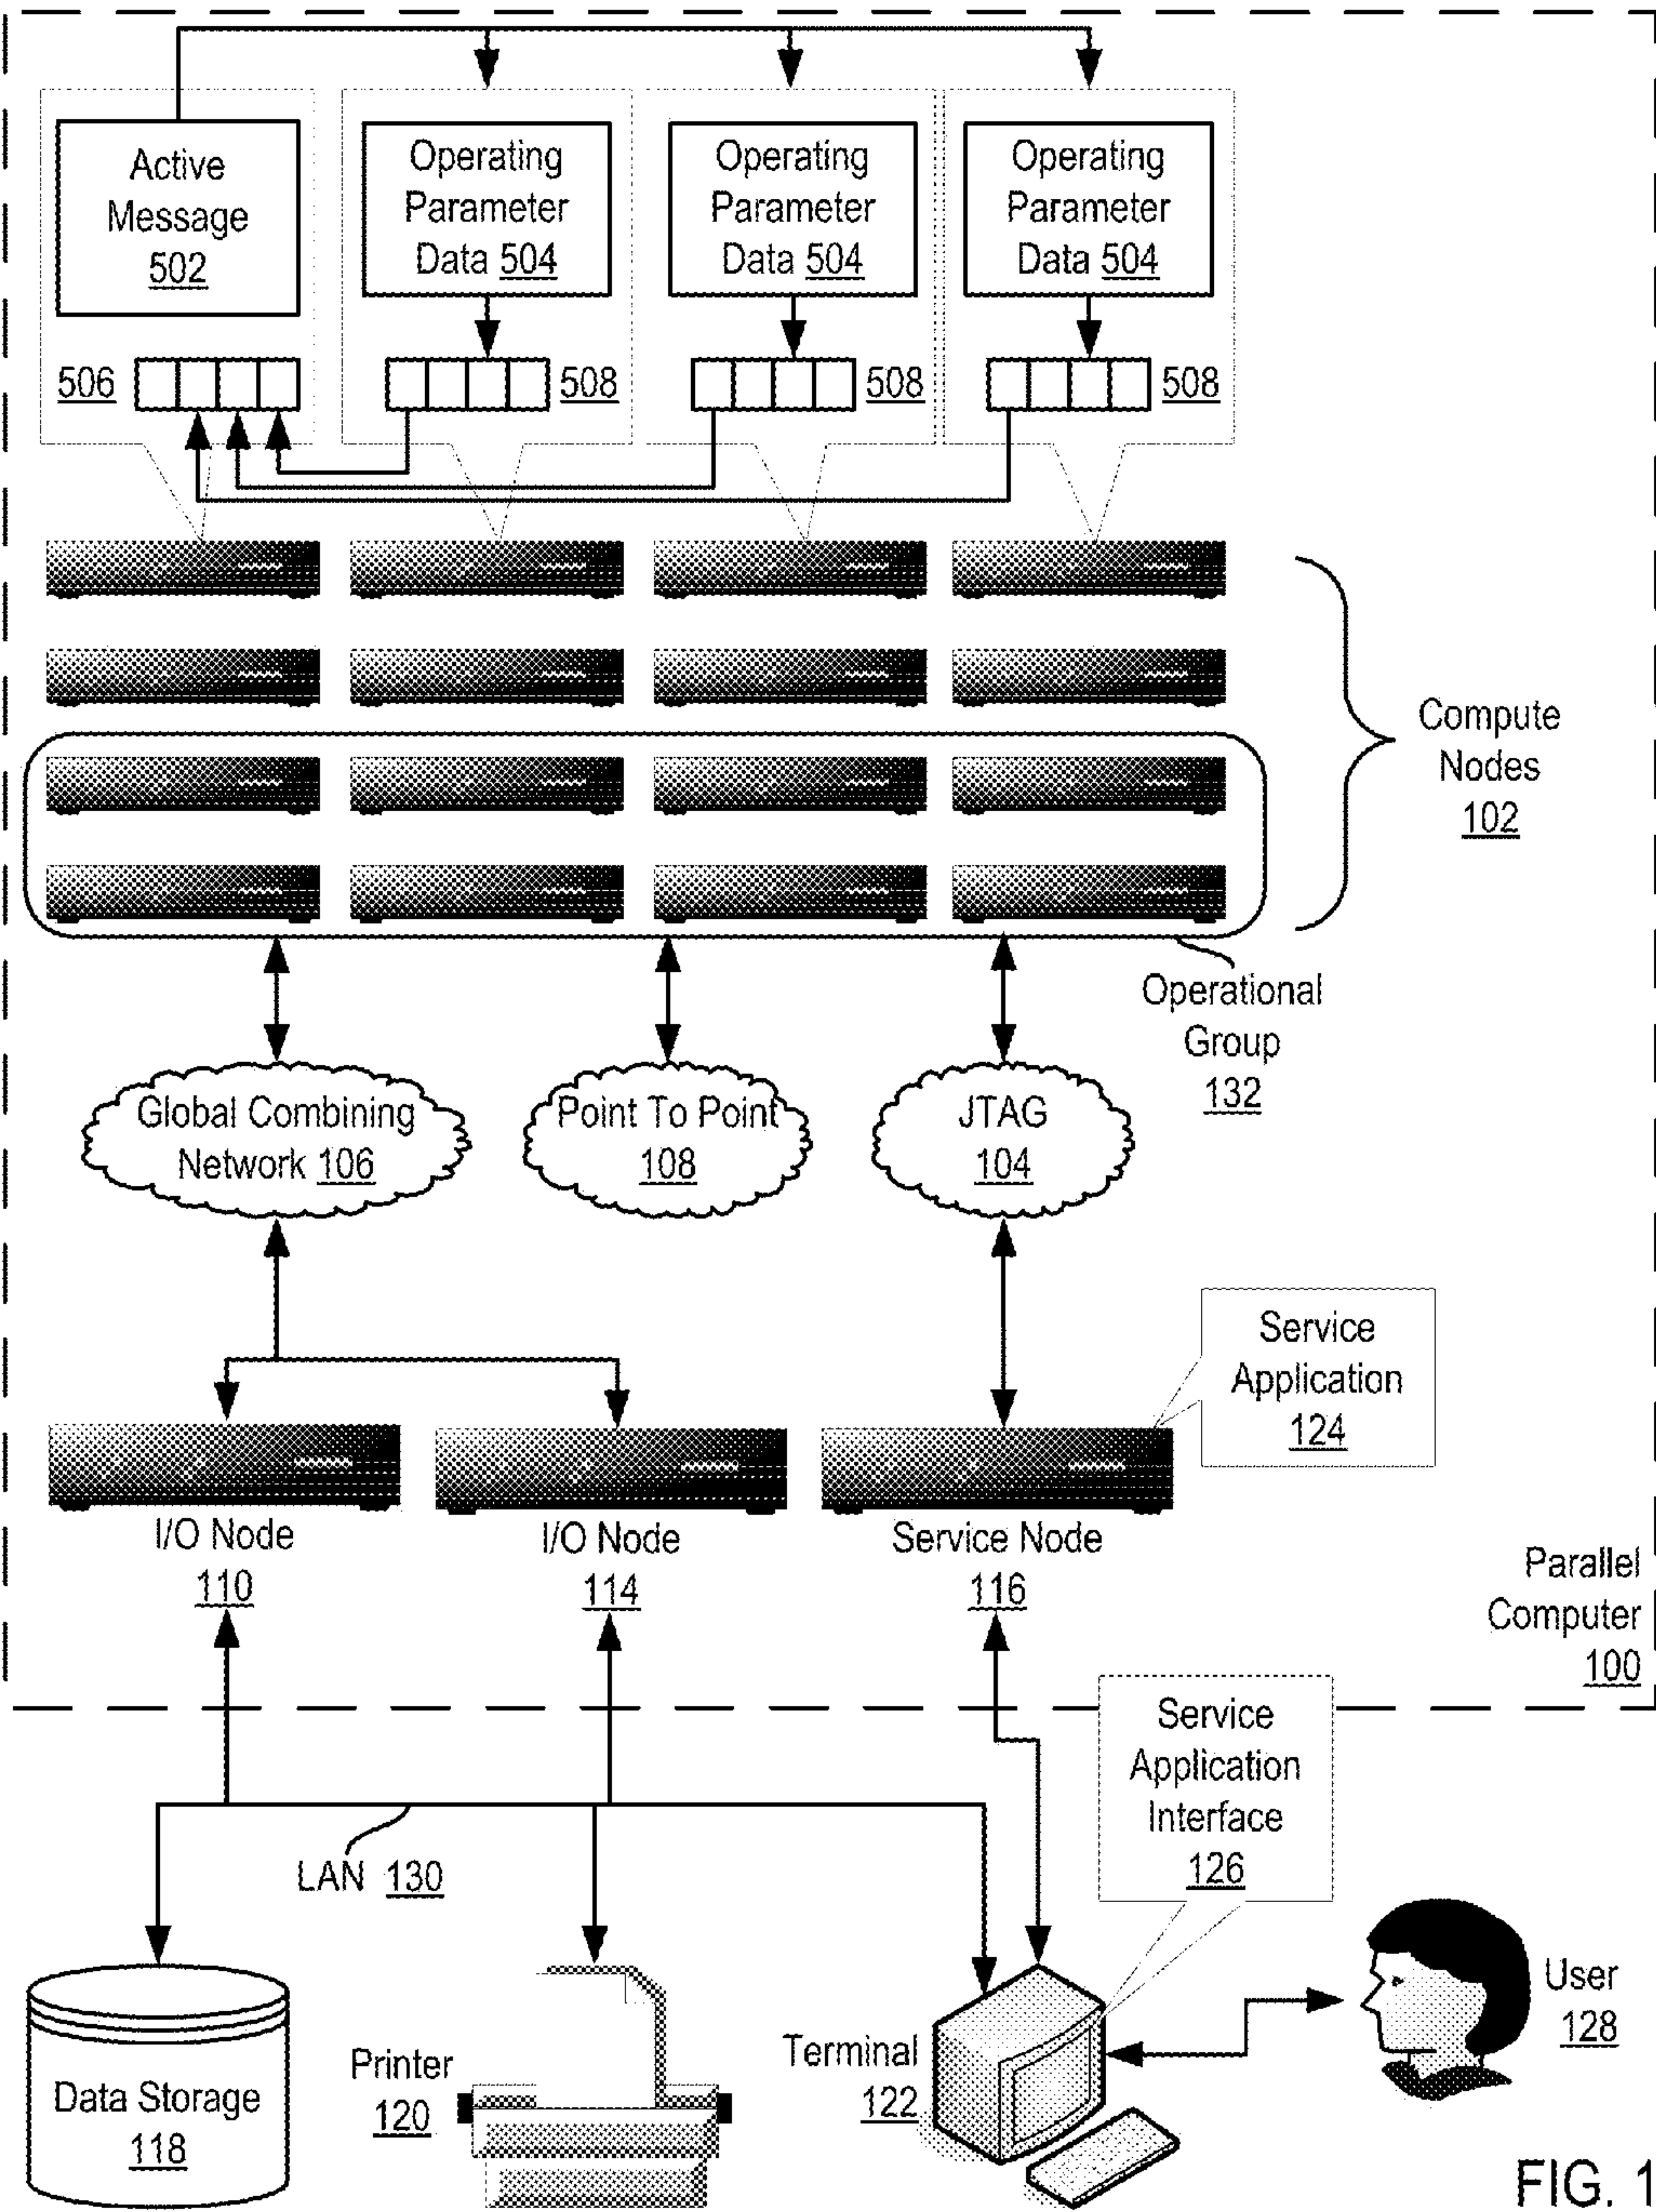 Active
Message
502
Operating
Parameter
Data 504
Operating
Parameter
Data 504
Operating
Parameter
Data 504
506
508
508
508
Compute
Nodes
102
Operational
Group
132
Global Combining
Network 106
Point To Point
108
JTAG
104
Service
Application
124
I/O Node
110
I/O Node
114
Service Node
116
Parallel
Computer
100
Service
Application
Interface
126
LAN 130
Data Storage
118
Printer
120
Terminal
122
User
128
FIG. 1